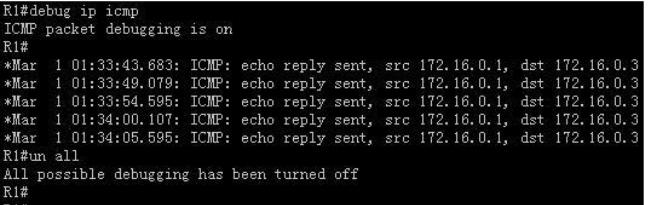 R1#debug ip icmp
ICMP packet debugging is on
R1#
*Mar  1 01:33:43.683: ICMP: echo reply sent, src 172.16.0.1, dst 172.16.0.3
*Mar  1 01:33:49.079: ICMP: echo reply sent, src 172.16.0.1, dst 172.16.0.3
*Mar  1 01:33:54.595: ICMP: echo reply sent, src 172.16.0.1, dst 172.16.0.3
*Mar  1 01:34:00.107: ICMP: echo reply sent, src 172.16.0.1, dst 172.16.0.3
*Mar  1 01:34:05.595: ICMP: echo reply sent, src 172.16.0.1, dst 172.16.0.3
R1#un all
All possible debugging has been turned off
R1#